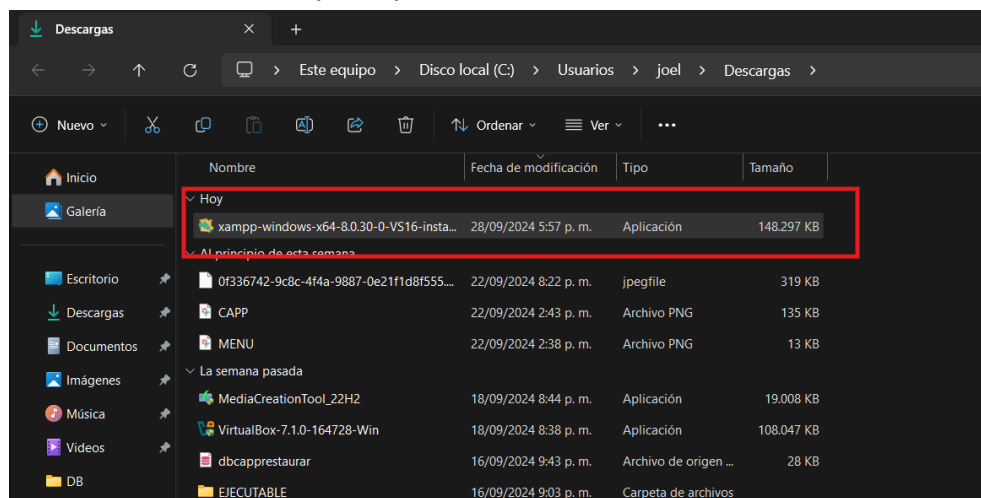 Descargas
Este equipo > Disco local (C:) > Usuarios > joel > Descargas >
Nuevo Ordenar Ver
Nombre Fecha de modificación Tipo Tamaño
Inicio
Galería
Escritorio
Descargas
Documentos
Imágenes
Música
Videos
DB
Hoy
xampp-windows-x64-8.0.30-0-VS16-insta... 28/09/2024 5:57 p. m. Aplicación 148.297 KB
Al principio de esta semana
0f336742-9c8c-4f4a-9887-0e21f1d8f555.... 22/09/2024 8:22 p. m. jpegfile 319 KB
CAPP 22/09/2024 2:43 p. m. Archivo PNG 135 KB
MENU 22/09/2024 2:38 p. m. Archivo PNG 13 KB
La semana pasada
MediaCreationTool_22H2 18/09/2024 8:44 p. m. Aplicación 19.008 KB
VirtualBox-7.1.0-164728-Win 18/09/2024 8:38 p. m. Aplicación 108.047 KB
dbcapprestaurar 16/09/2024 9:43 p. m. Archivo de origen ... 28 KB
EJECUTABLE 16/09/2024 9:03 p. m. Carpeta de archivos